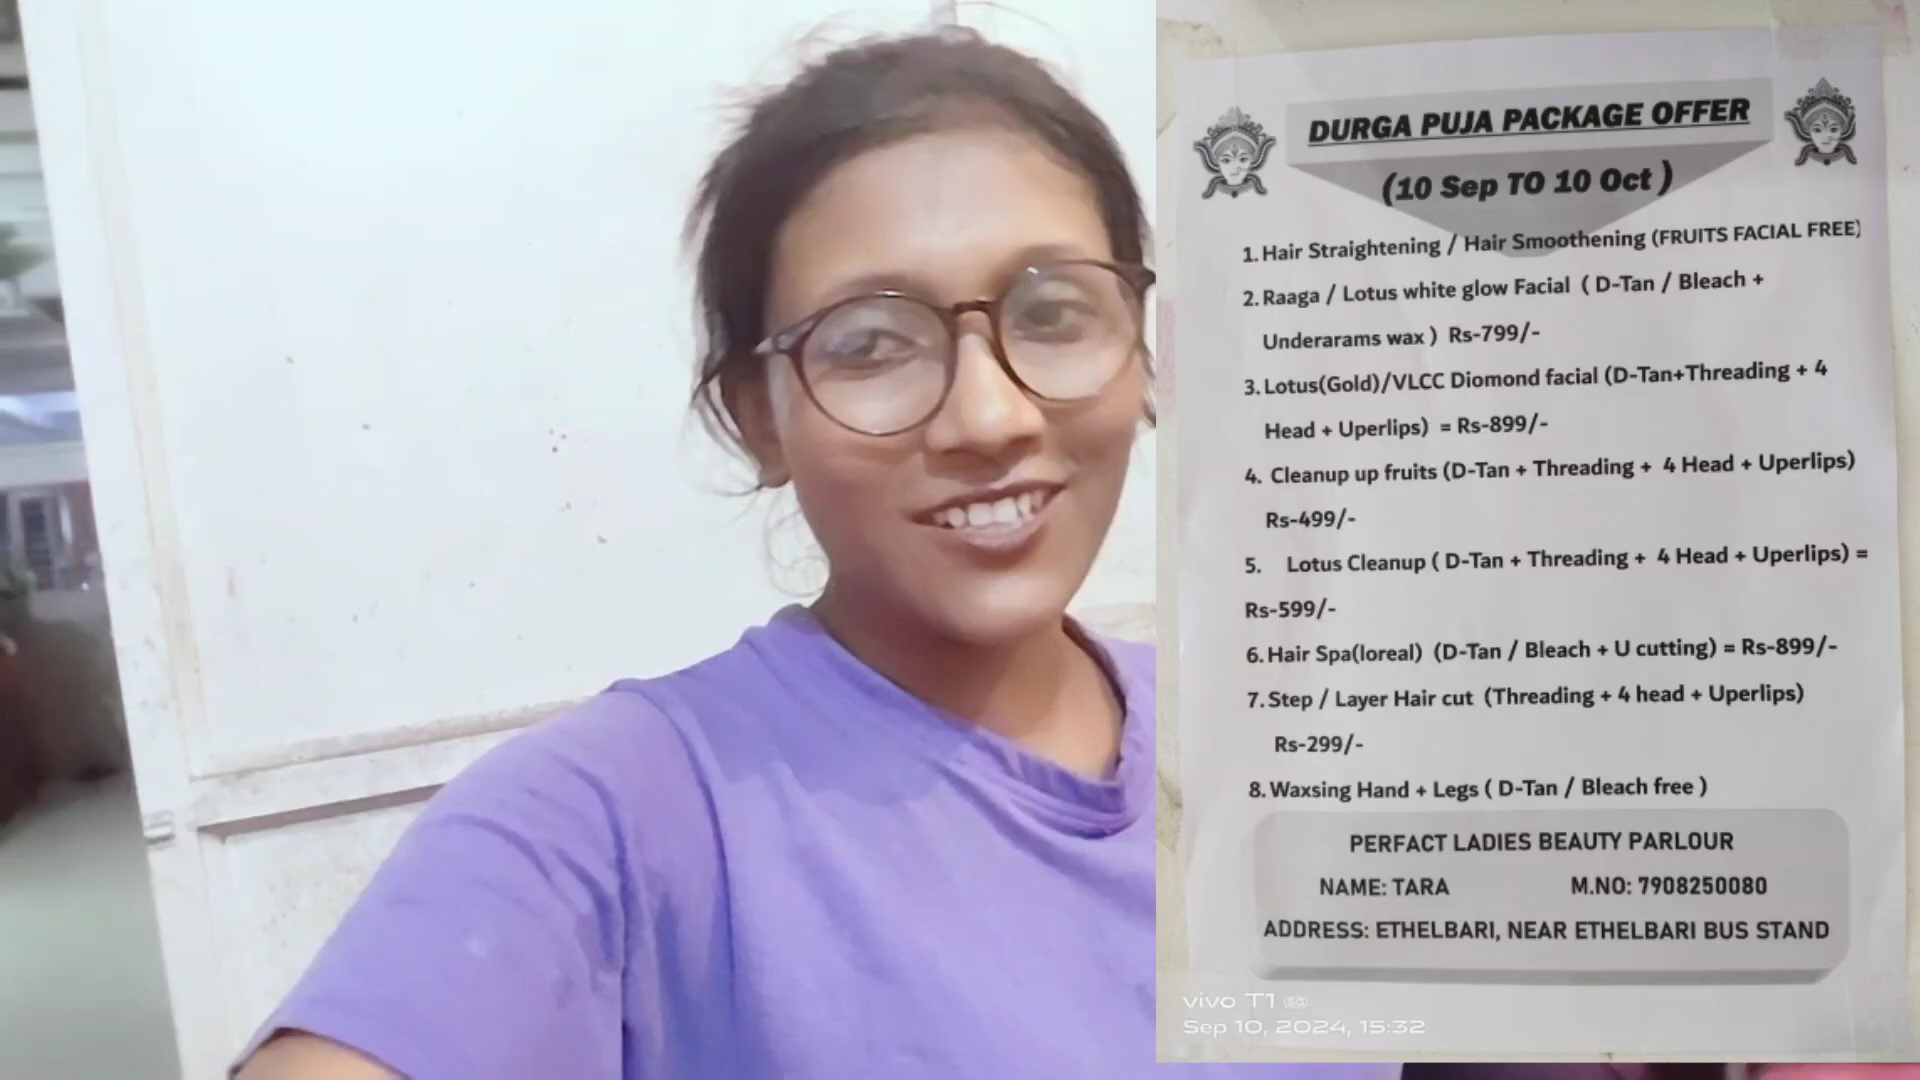 DURGA PUJA PACKAGE OFFER
(10 Sep TO 10 Oct )
1. Hair Straightening / Hair Smoothening (FRUITS FACIAL FREE)
2. Raaga / Lotus white glow Facial ( D-Tan / Bleach +
Underarams wax ) Rs-799/-
3. Lotus(Gold)/VLCC Diomond facial (D-Tan+Threading + 4
Head + Uperlips) = Rs-899/-
4. Cleanup up fruits (D-Tan + Threading + 4 Head + Uperlips)
Rs-499/-
5. Lotus Cleanup ( D-Tan + Threading + 4 Head + Uperlips) =
Rs-599/-
6. Hair Spa(loreal) (D-Tan / Bleach + U cutting) = Rs-899/-
7. Step / Layer Hair cut (Threading + 4 head + Uperlips)
Rs-299/-
8. Waxsing Hand + Legs ( D-Tan / Bleach free )
PERFACT LADIES BEAUTY PARLOUR
NAME: TARA M.NO: 7908250080
ADDRESS: ETHELBARI, NEAR ETHELBARI BUS STAND
vivo T1
Sep 10, 2024, 15:32